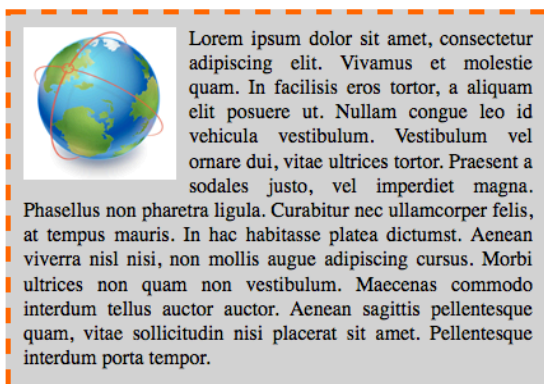 Lorem ipsum dolor sit amet, consectetur
adipiscing elit. Vivamus et molestie
quam. In facilisis eros tortor, a aliquam
elit posuere ut. Nullam congue leo id
vehicula vestibulum. Vestibulum vel
ornare dui, vitae ultrices tortor. Praesent a
sodales justo, vel imperdiet magna.
Phasellus non pharetra ligula. Curabitur nec ullamcorper felis,
at tempus mauris. In hac habitasse platea dictumst. Aenean
viverra nisl nisi, non mollis augue adipiscing cursus. Morbi
ultrices non quam non vestibulum. Maecenas commodo
interdum tellus auctor auctor. Aenean sagittis pellentesque
quam, vitae sollicitudin nisi placerat sit amet. Pellentesque
interdum porta tempor.